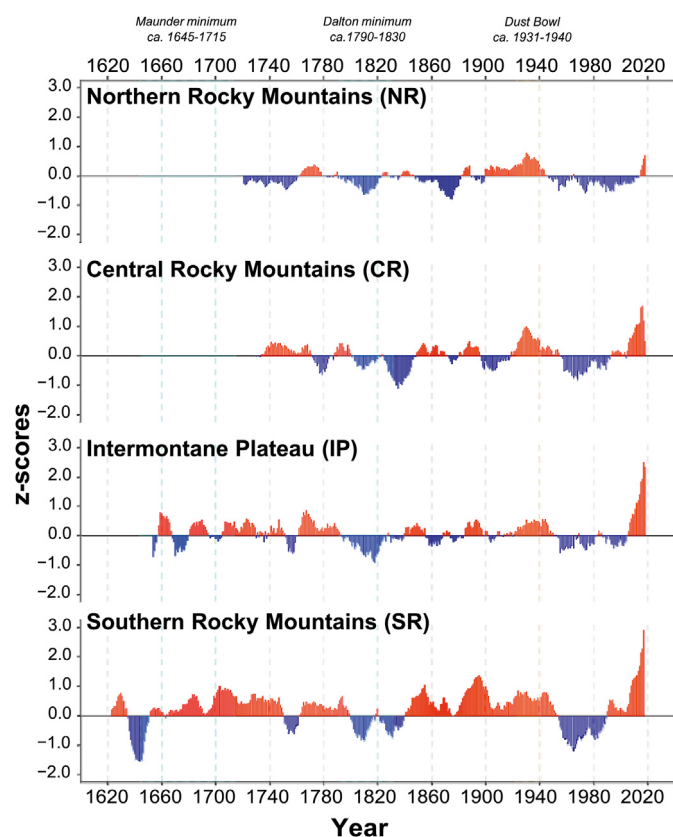 Maunder minimum Dalton minimum Dust Bowl
ca. 1645-1715 ca.1790-1830 ca. 1931-1940
1620 1660 1700 1740 1780 1820 1860 1900 1940 1980 2020
Northern Rocky Mountains (NR)
3.0
2.0
1.0
0.0
−1.0
−2.0
Central Rocky Mountains (CR)
3.0
2.0
1.0
0.0
−1.0
−2.0
z-scores
Intermontane Plateau (IP)
3.0
2.0
1.0
0.0
−1.0
−2.0
Southern Rocky Mountains (SR)
3.0
2.0
1.0
0.0
−1.0
−2.0
1620 1660 1700 1740 1780 1820 1860 1900 1940 1980 2020
Year